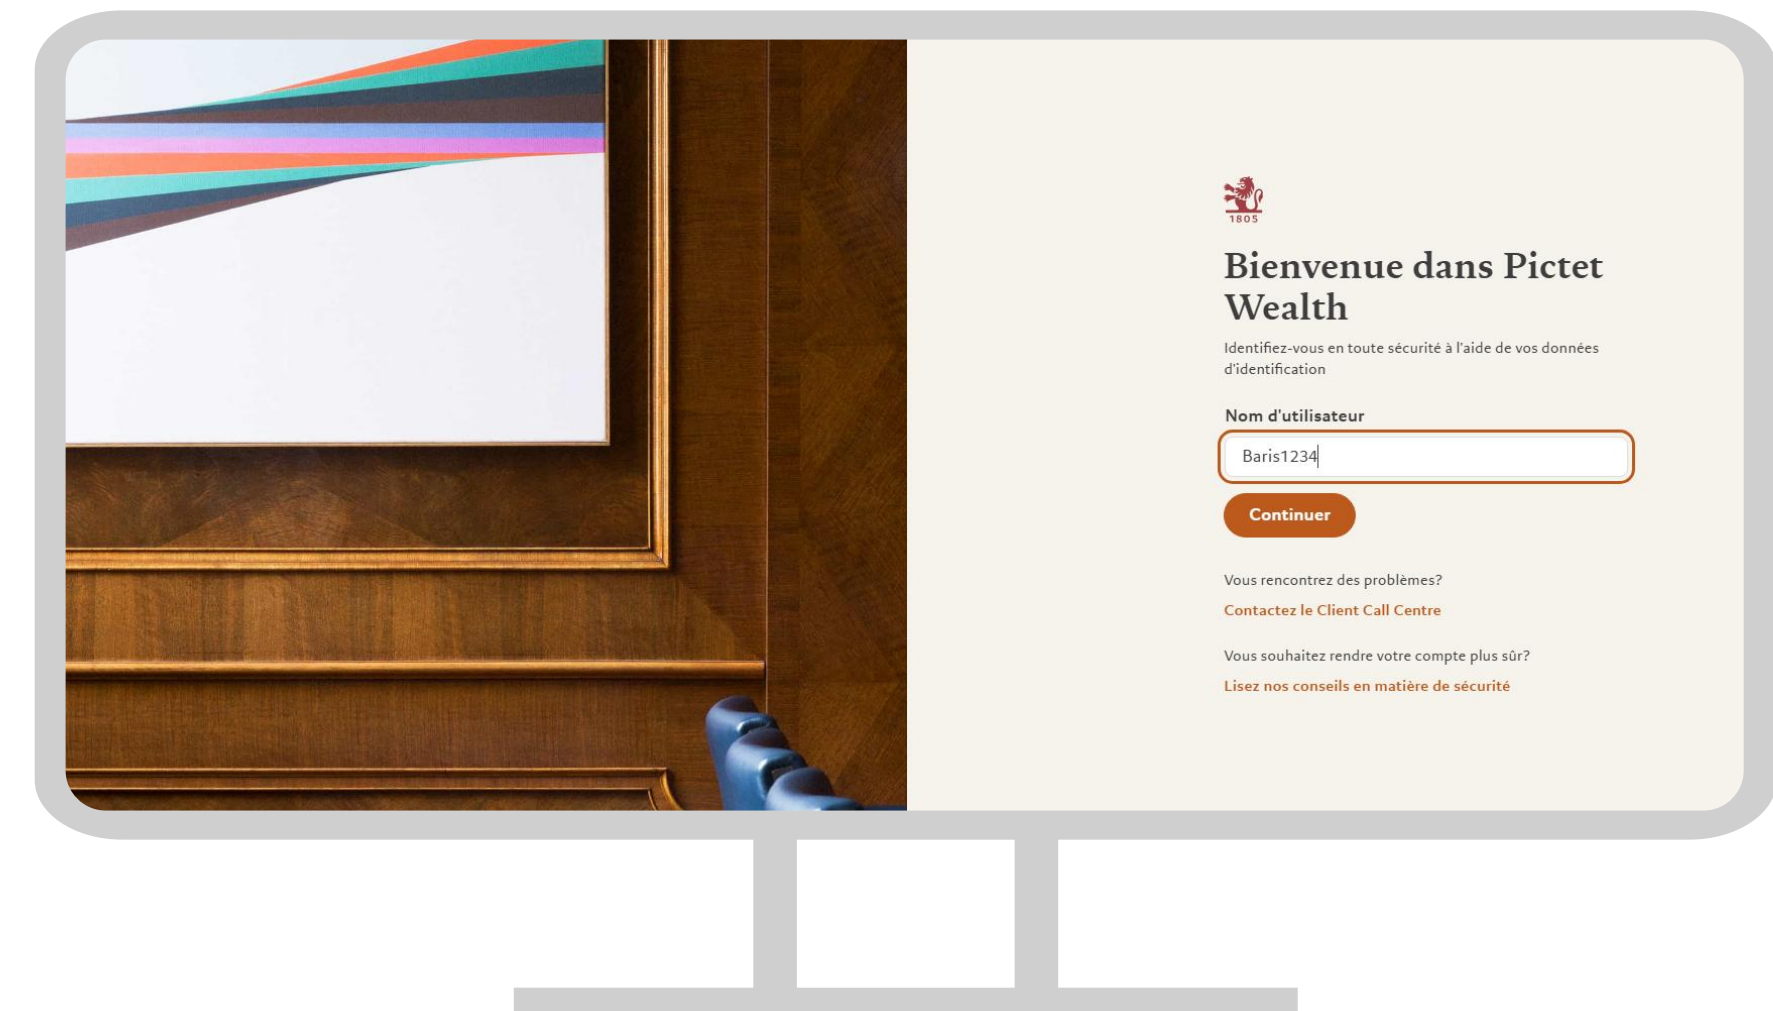 1805
Bienvenue dans Pictet
Wealth
Identifiez-vous en toute sécurité à l'aide de vos données
d'identification
Nom d'utilisateur
Baris1234
Continuer
Vous rencontrez des problèmes?
Contactez le Client Call Centre
Vous souhaitez rendre votre compte plus sûr?
Lisez nos conseils en matière de sécurité